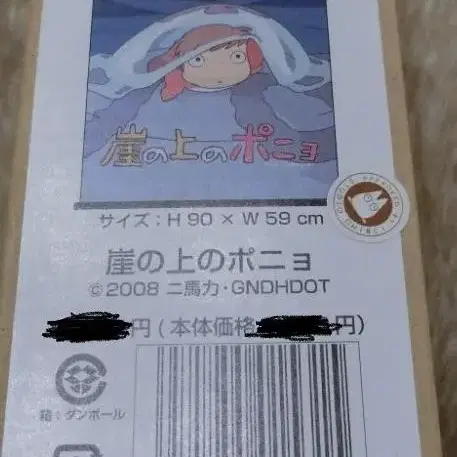 崖の上のポニョ
サイズ：H 90 × W 59 cm
崖の上のポニョ
©2008 二馬力・GNDHDDT
円（本体価格 円）
箱：ダンボール